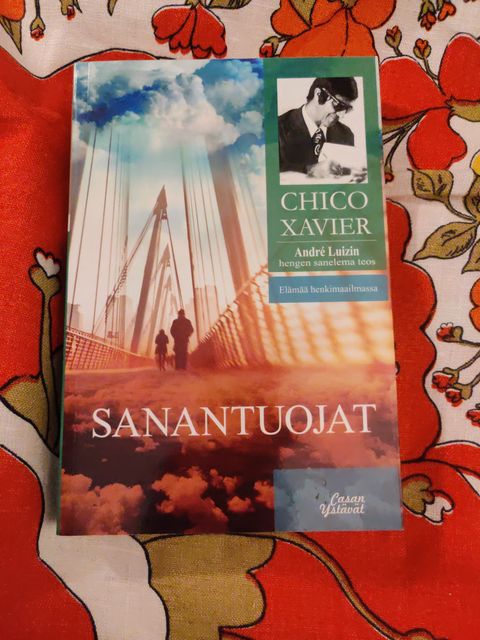 CHICO
XAVIER
André Luizin
hengen sanelema teos
Elämää henkimaailmassa
SANANTUOJAT
Casan
Ystävät